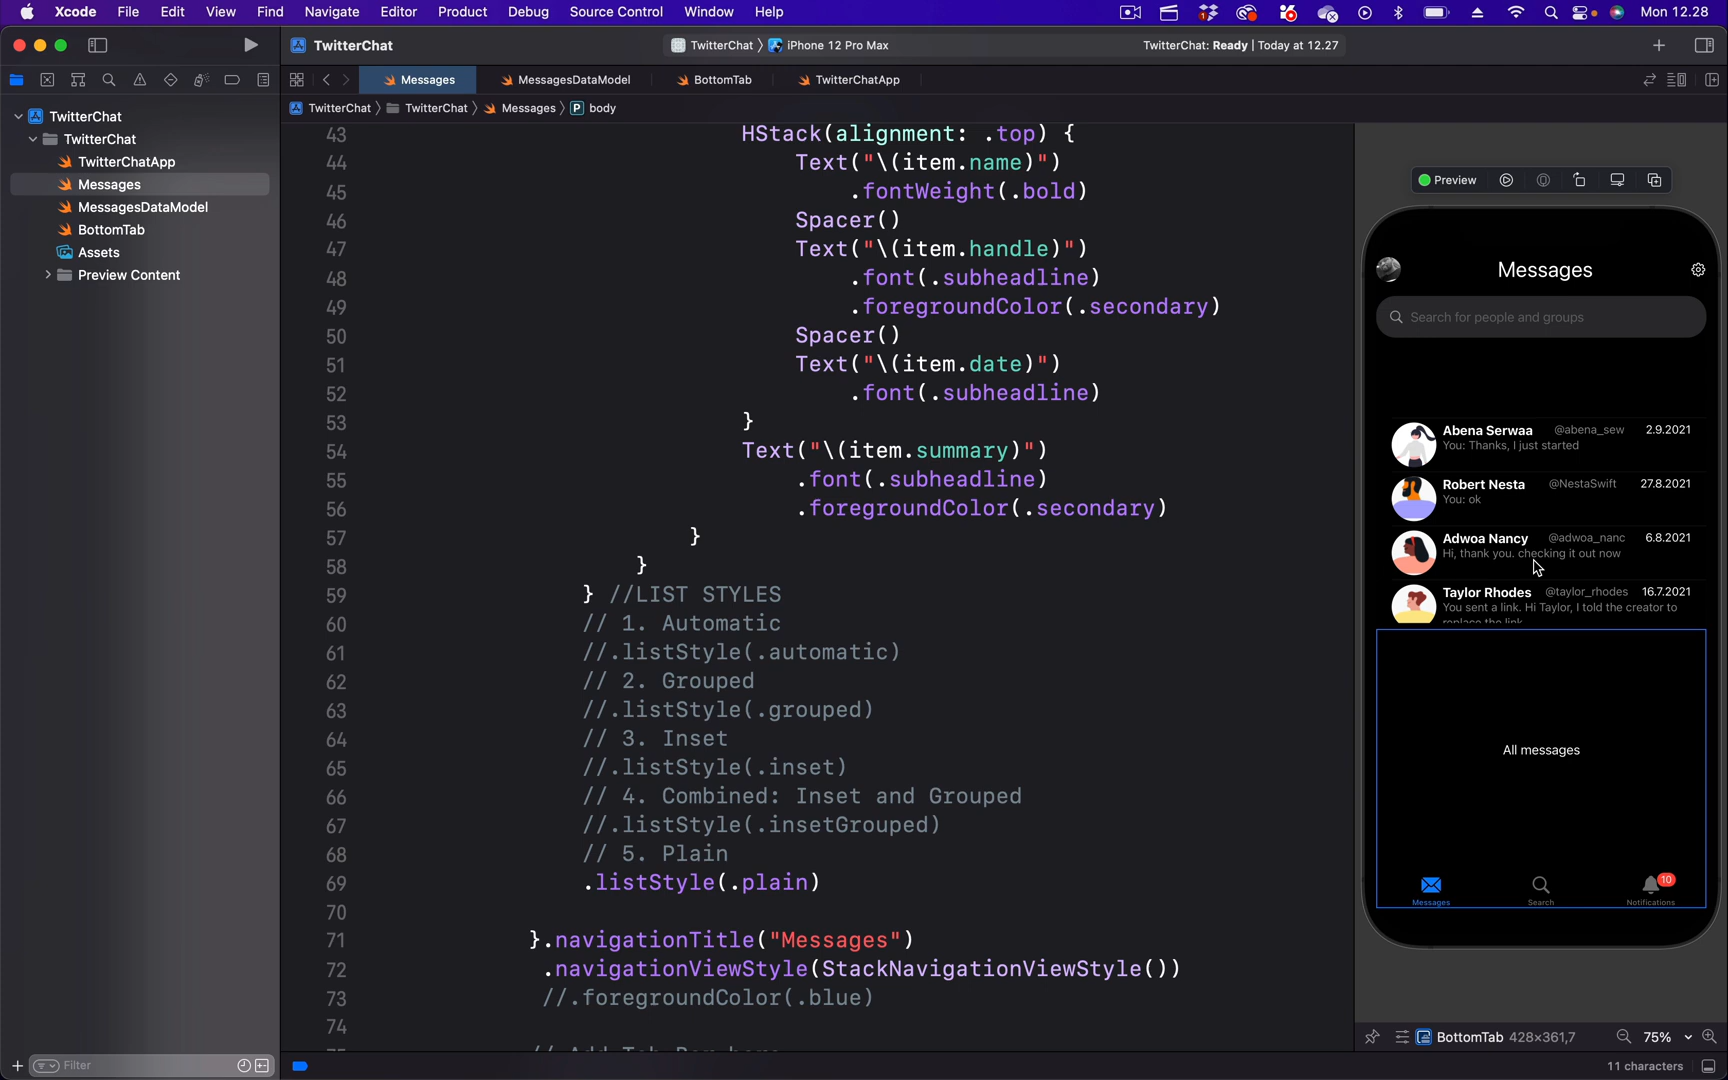 Xcode File Edit View Find Navigate Editor Product Debug Source Control Window Help Mon 12.28
TwitterChat TwitterChat iPhone 12 Pro Max TwitterChat: Ready | Today at 12.27
Messages MessagesDataModel BottomTab TwitterChatApp
TwitterChat TwitterChat Messages P body
TwitterChat
TwitterChat
TwitterChatApp
Messages
MessagesDataModel
BottomTab
Assets
Preview Content
Filter
43 HStack(alignment: .top) {
44 Text("\(item.name)")
45 .fontWeight(.bold)
46 Spacer()
47 Text("\(item.handle)")
48 .font(.subheadline)
49 .foregroundColor(.secondary)
50 Spacer()
51 Text("\(item.date)")
52 .font(.subheadline)
53 }
54 Text("\(item.summary)")
55 .font(.subheadline)
56 .foregroundColor(.secondary)
57 }
58 }
59 } //LIST STYLES
60 // 1. Automatic
61 //.listStyle(.automatic)
62 // 2. Grouped
63 //.listStyle(.grouped)
64 // 3. Inset
65 //.listStyle(.inset)
66 // 4. Combined: Inset and Grouped
67 //.listStyle(.insetGrouped)
68 // 5. Plain
69 .listStyle(.plain)
70
71 }.navigationTitle("Messages")
72 .navigationViewStyle(StackNavigationViewStyle())
73 //.foregroundColor(.blue)
74
Preview
Messages
Search for people and groups
Abena Serwaa @abena_sew 2.9.2021
You: Thanks, I just started
Robert Nesta @NestaSwift 27.8.2021
You: ok
Adwoa Nancy @adwoa_nanc 6.8.2021
Hi, thank you. checking it out now
Taylor Rhodes @taylor_rhodes 16.7.2021
You sent a link. Hi Taylor, I told the creator to
replace the link
All messages
10
Messages Search Notifications
BottomTab 428×361,7 75%
11 characters